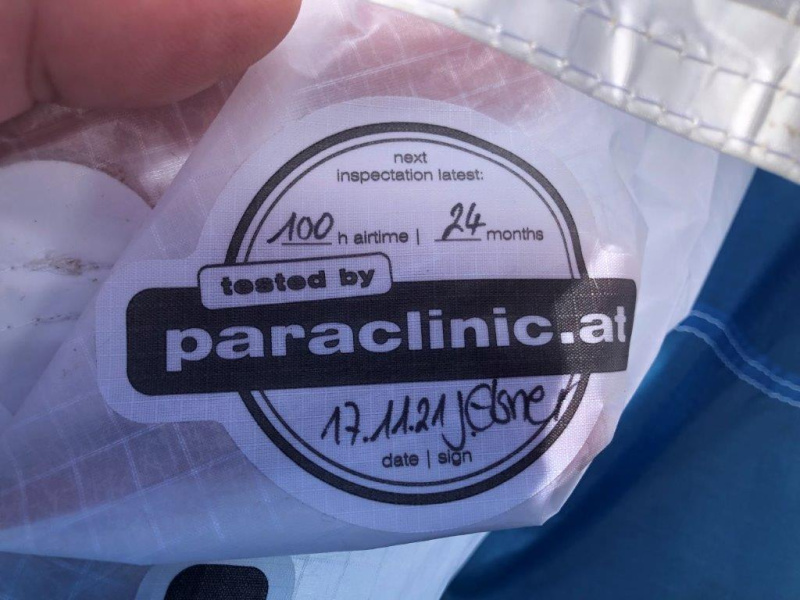 next
inspectation latest:
100 h airtime | 24 months
tested by
paraclinic.at
17.11.21
date | sign